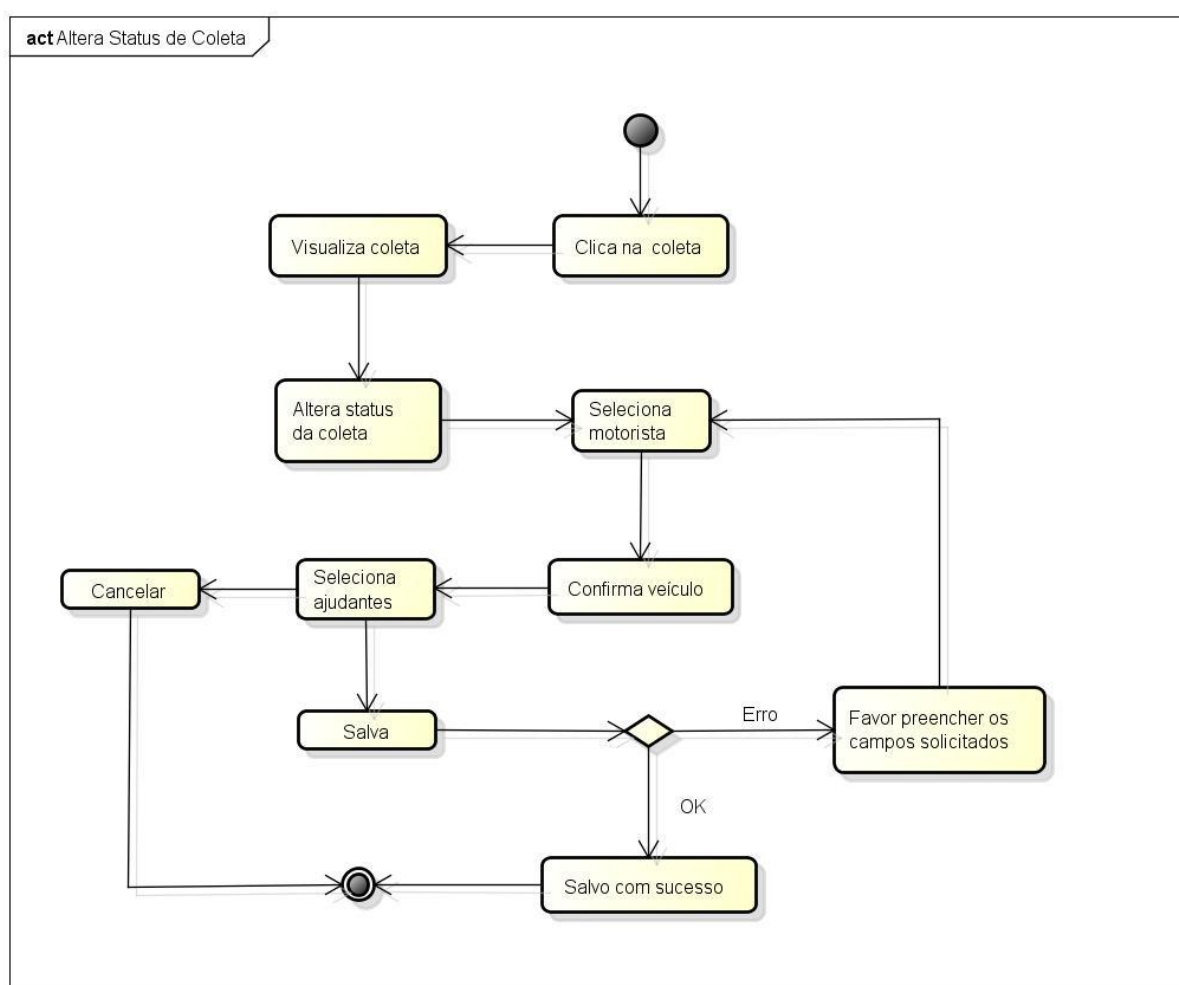 act Altera Status de Coleta
Visualiza coleta
Clica na coleta
Altera status
da coleta
Seleciona
motorista
Cancelar
Seleciona
ajudantes
Confirma veículo
Salva
Erro
Favor preencher os
campos solicitados
OK
Salvo com sucesso